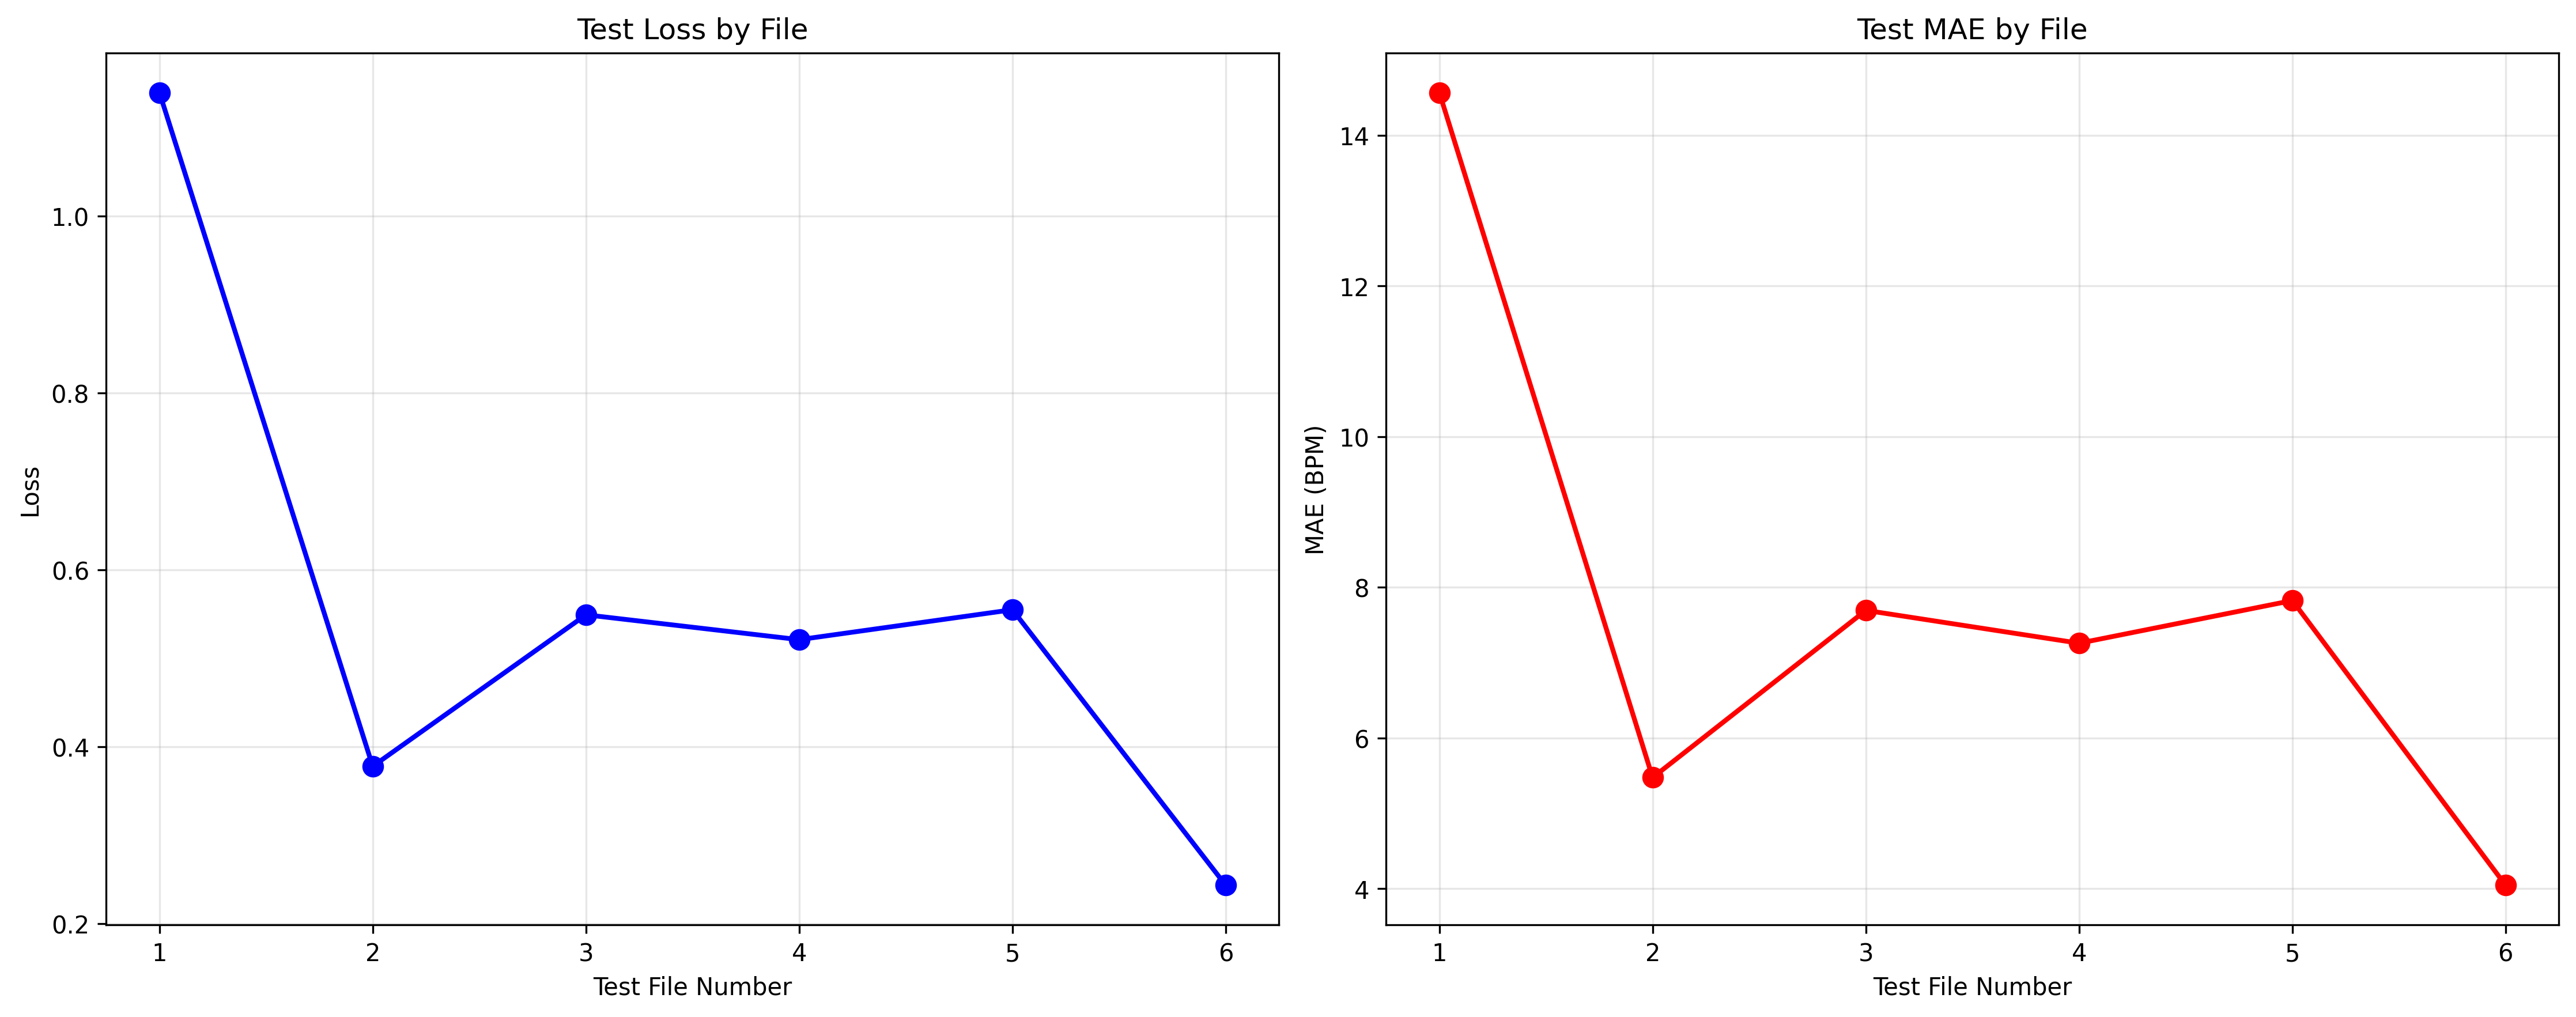 Test Loss by File
Loss
1.0
0.8
0.6
0.4
0.2
1 2 3 4 5 6
Test File Number
Test MAE by File
MAE (BPM)
14
12
10
8
6
4
1 2 3 4 5 6
Test File Number